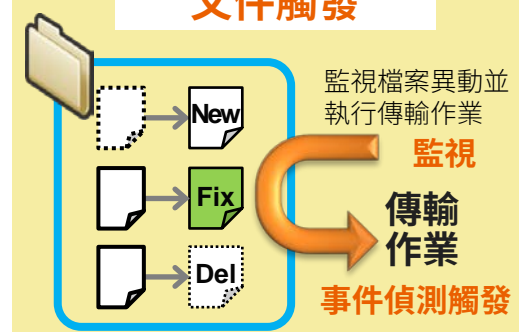 文件觸發
監視檔案異動並
執行傳輸作業
監視
New
Fix
Del
傳輸
作業
事件偵測觸發